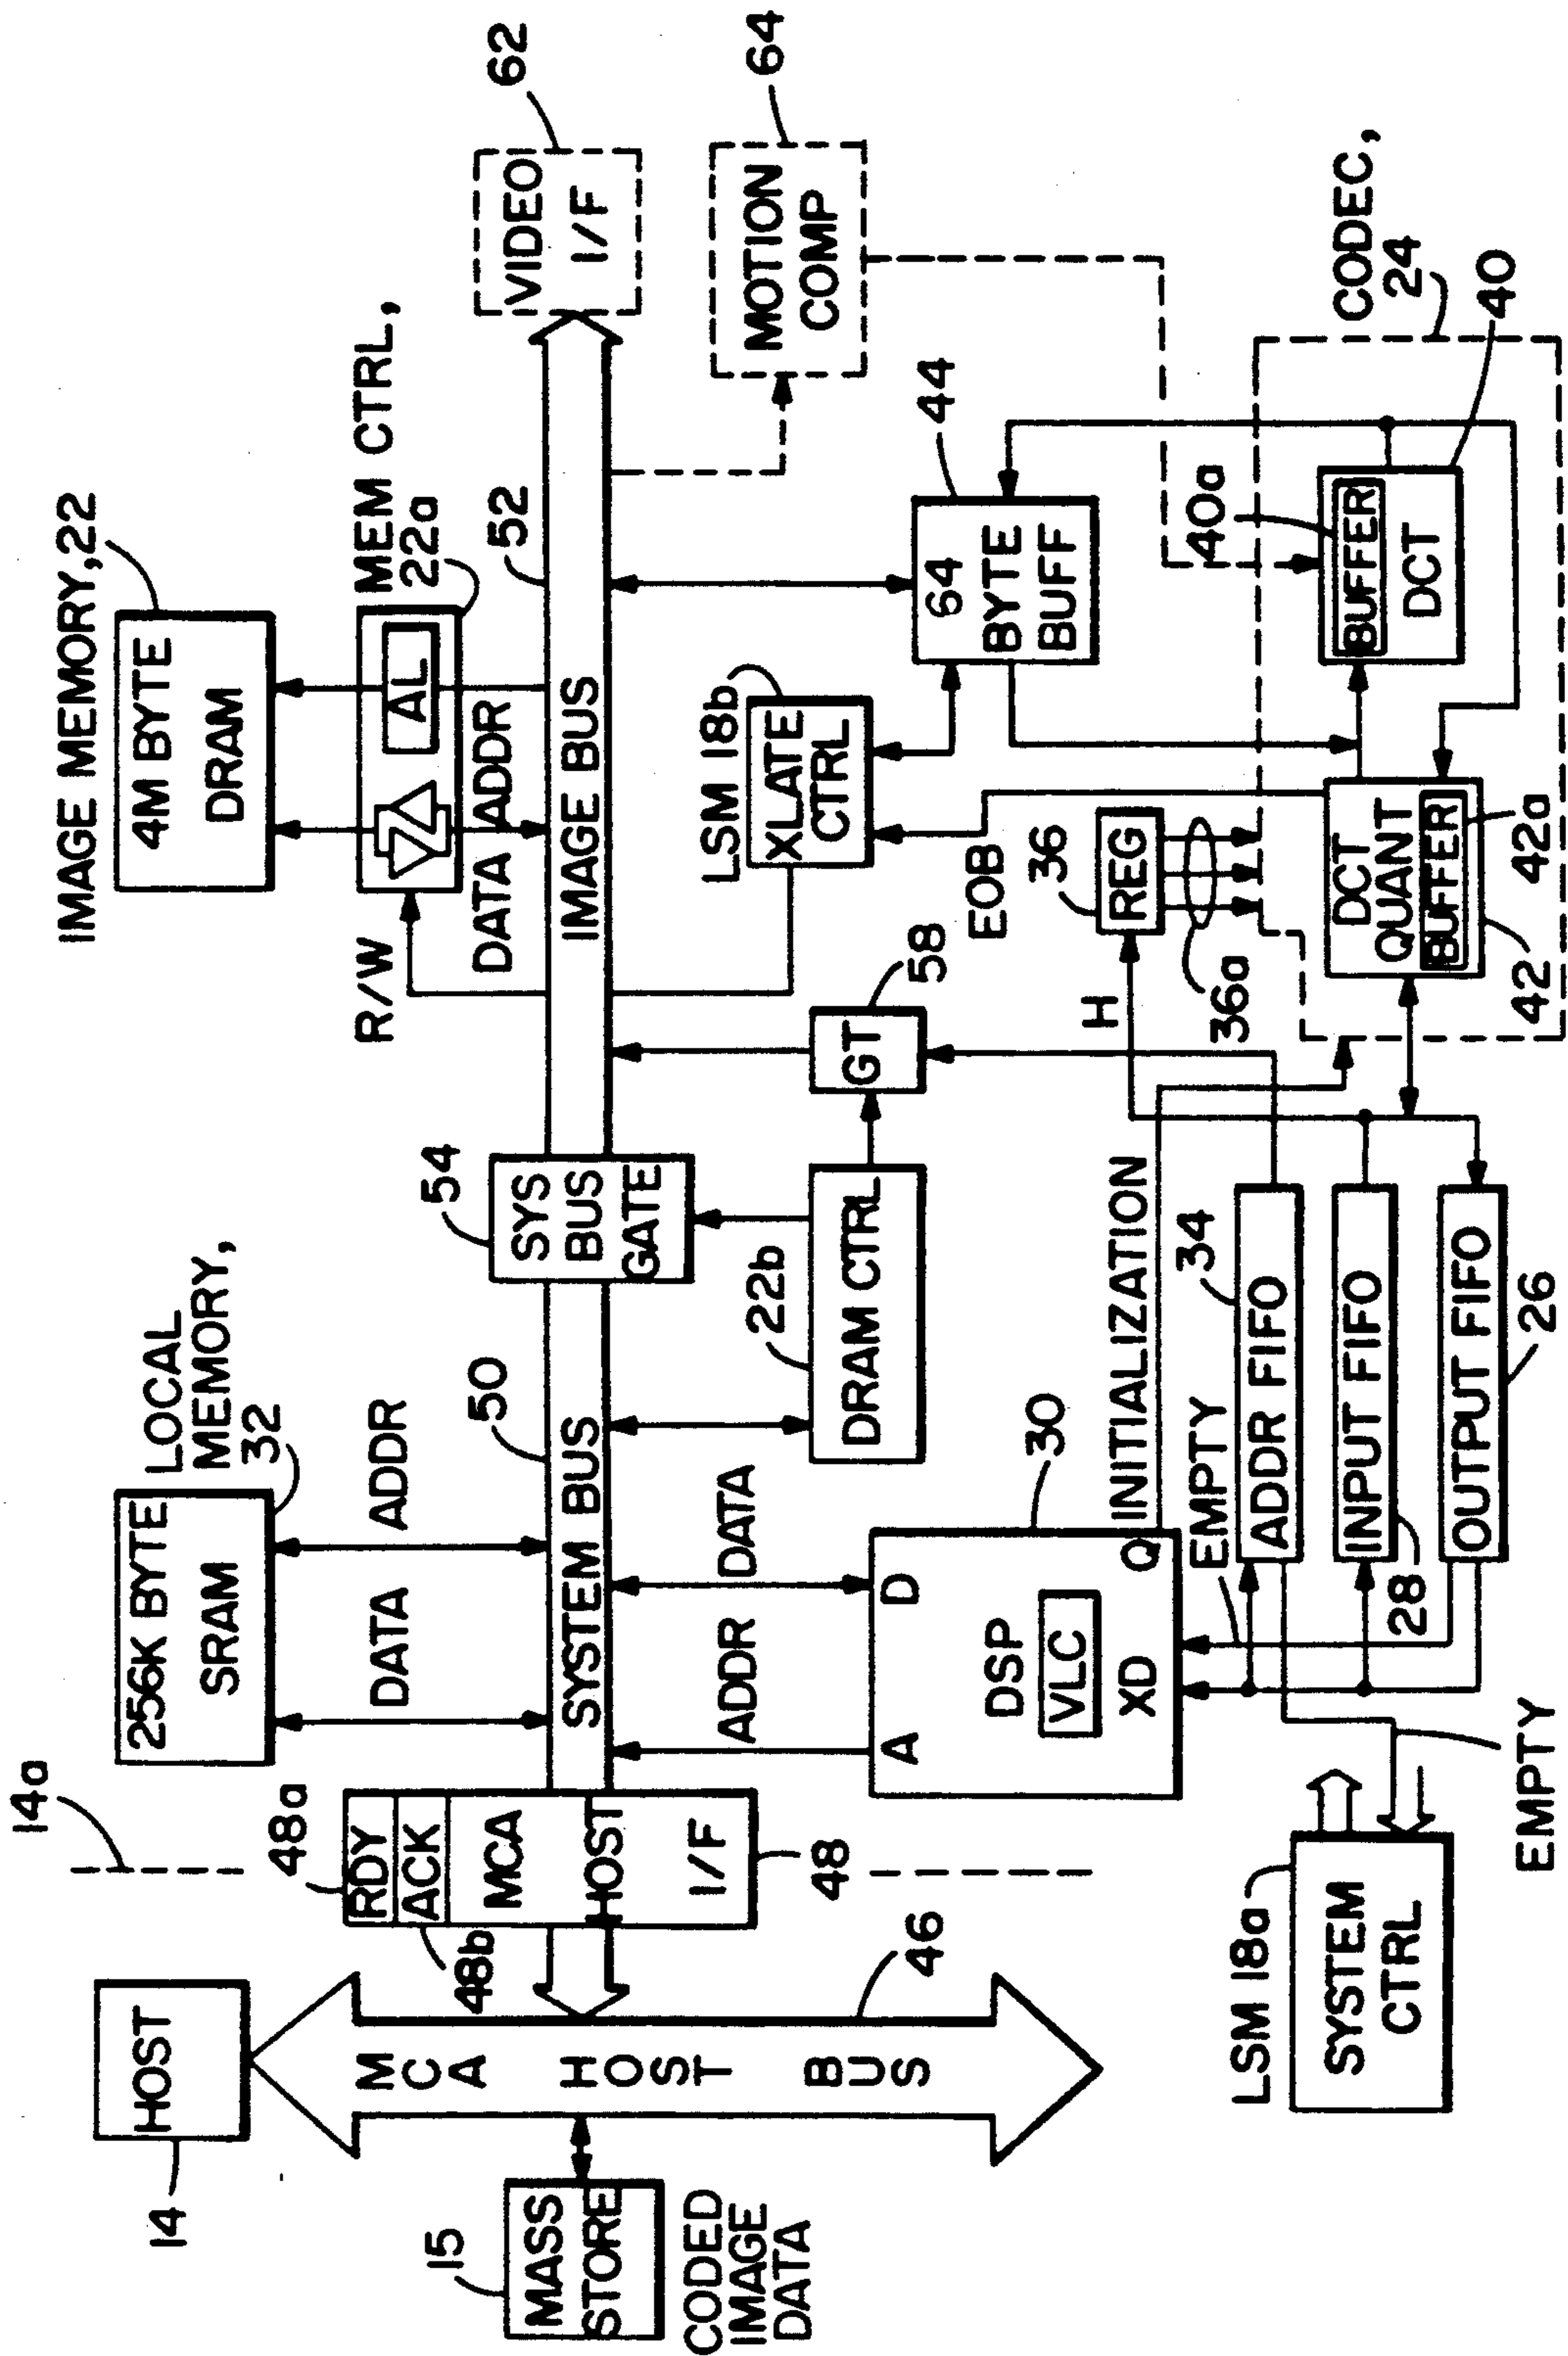 14
HOST
14a
15
MASS
STORE
CODED
IMAGE
DATA
MCA HOST BUS
46
48a
RDY
ACK
48b
MCA
HOST
I/F
48
LOCAL
MEMORY,
32
256K BYTE
SRAM
DATA
ADDR
SYSTEM BUS
50
ADDR
DATA
A
D
DSP
VLC
XD
Q
30
INITIALIZATION
EMPTY
22b
DRAM CTRL
54
SYS
BUS
GATE
GT
58
IMAGE MEMORY, 22
4M BYTE
DRAM
MEM CTRL,
22a
AL
R/W
DATA
ADDR
IMAGE BUS
52
VIDEO
I/F
62
MOTION
COMP
64
LSM 18b
XLATE
CTRL
64
BYTE
BUFF
44
EOB
36
REG
36a
H
CODEC,
24
40a
BUFFER
DCT
40
DCT
QUANT
BUFFER
42a
42
34
ADDR FIFO
INPUT FIFO
28
OUTPUT FIFO
26
LSM 18a
SYSTEM
CTRL
EMPTY